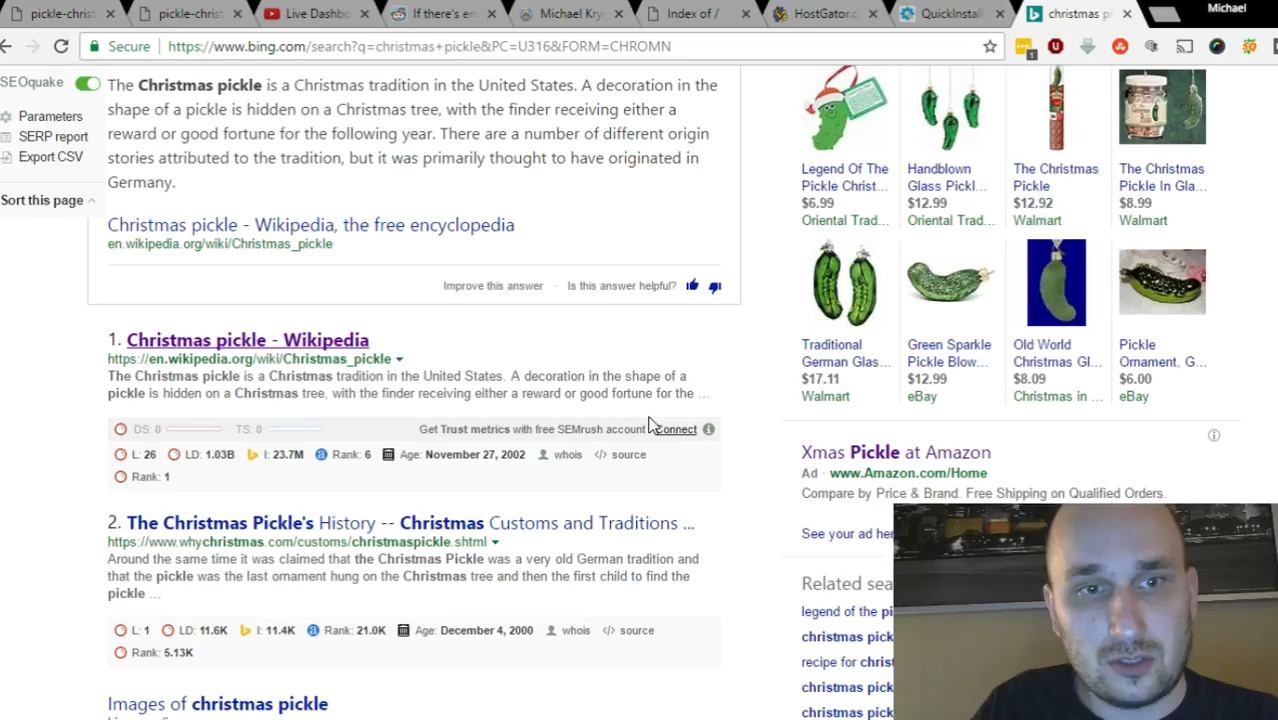 pickle-christ
pickle-christ
Live Dashbo
If there's en
Michael Kry
Index of /
HostGator.c
QuickInstall
christmas p
Michael
Secure
https://www.bing.com/search?q=christmas+pickle&PC=U316&FORM=CHROMN
SEOquake
Parameters
SERP report
Export CSV
Sort this page
The Christmas pickle is a Christmas tradition in the United States. A decoration in the
shape of a pickle is hidden on a Christmas tree, with the finder receiving either a
reward or good fortune for the following year. There are a number of different origin
stories attributed to the tradition, but it was primarily thought to have originated in
Germany.
Christmas pickle - Wikipedia, the free encyclopedia
en.wikipedia.org/wiki/Christmas_pickle
Improve this answer · Is this answer helpful?
1. Christmas pickle - Wikipedia
https://en.wikipedia.org/wiki/Christmas_pickle
The Christmas pickle is a Christmas tradition in the United States. A decoration in the shape of a
pickle is hidden on a Christmas tree, with the finder receiving either a reward or good fortune for the ...
DS: 0 TS: 0 Get Trust metrics with free SEMrush account Connect
L: 26 LD: 1.03B I: 23.7M Rank: 6 Age: November 27, 2002 whois </> source
Rank: 1
2. The Christmas Pickle's History -- Christmas Customs and Traditions ...
https://www.whychristmas.com/customs/christmaspickle.shtml
Around the same time it was claimed that the Christmas Pickle was a very old German tradition and
that the pickle was the last ornament hung on the Christmas tree and then the first child to find the
pickle ...
L: 1 LD: 11.6K I: 11.4K Rank: 21.0K Age: December 4, 2000 whois </> source
Rank: 5.13K
Images of christmas pickle
Legend Of The
Pickle Christ...
$6.99
Oriental Trad...
Handblown
Glass Pickl...
$12.99
Oriental Trad...
The Christmas
Pickle
$12.92
Walmart
The Christmas
Pickle In Gla...
$8.99
Walmart
Traditional
German Glas...
$17.11
Walmart
Green Sparkle
Pickle Blow...
$12.99
eBay
Old World
Christmas Gl...
$8.09
Christmas in ...
Pickle
Ornament, G...
$6.00
eBay
Xmas Pickle at Amazon
Ad · www.Amazon.com/Home
Compare by Price & Brand. Free Shipping on Qualified Orders.
See your ad her
Related sea
legend of the pi
christmas pick
recipe for chris
christmas pick
christmas pick